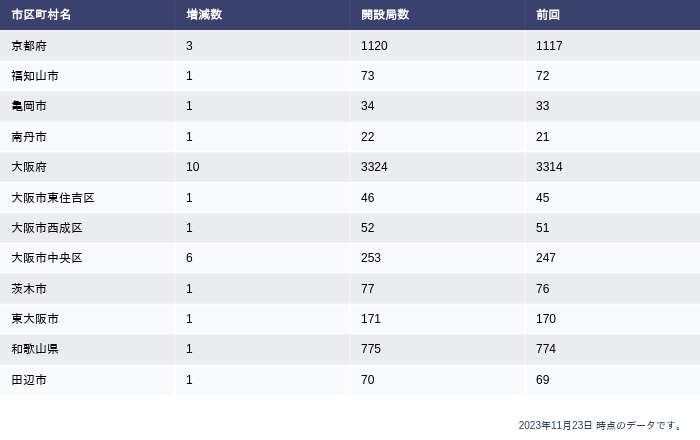 市区町村名 増減数 開設局数 前回
京都府 3 1120 1117
福知山市 1 73 72
亀岡市 1 34 33
南丹市 1 22 21
大阪府 10 3324 3314
大阪市東住吉区 1 46 45
大阪市西成区 1 52 51
大阪市中央区 6 253 247
茨木市 1 77 76
東大阪市 1 171 170
和歌山県 1 775 774
田辺市 1 70 69
2023年11月23日 時点のデータです。